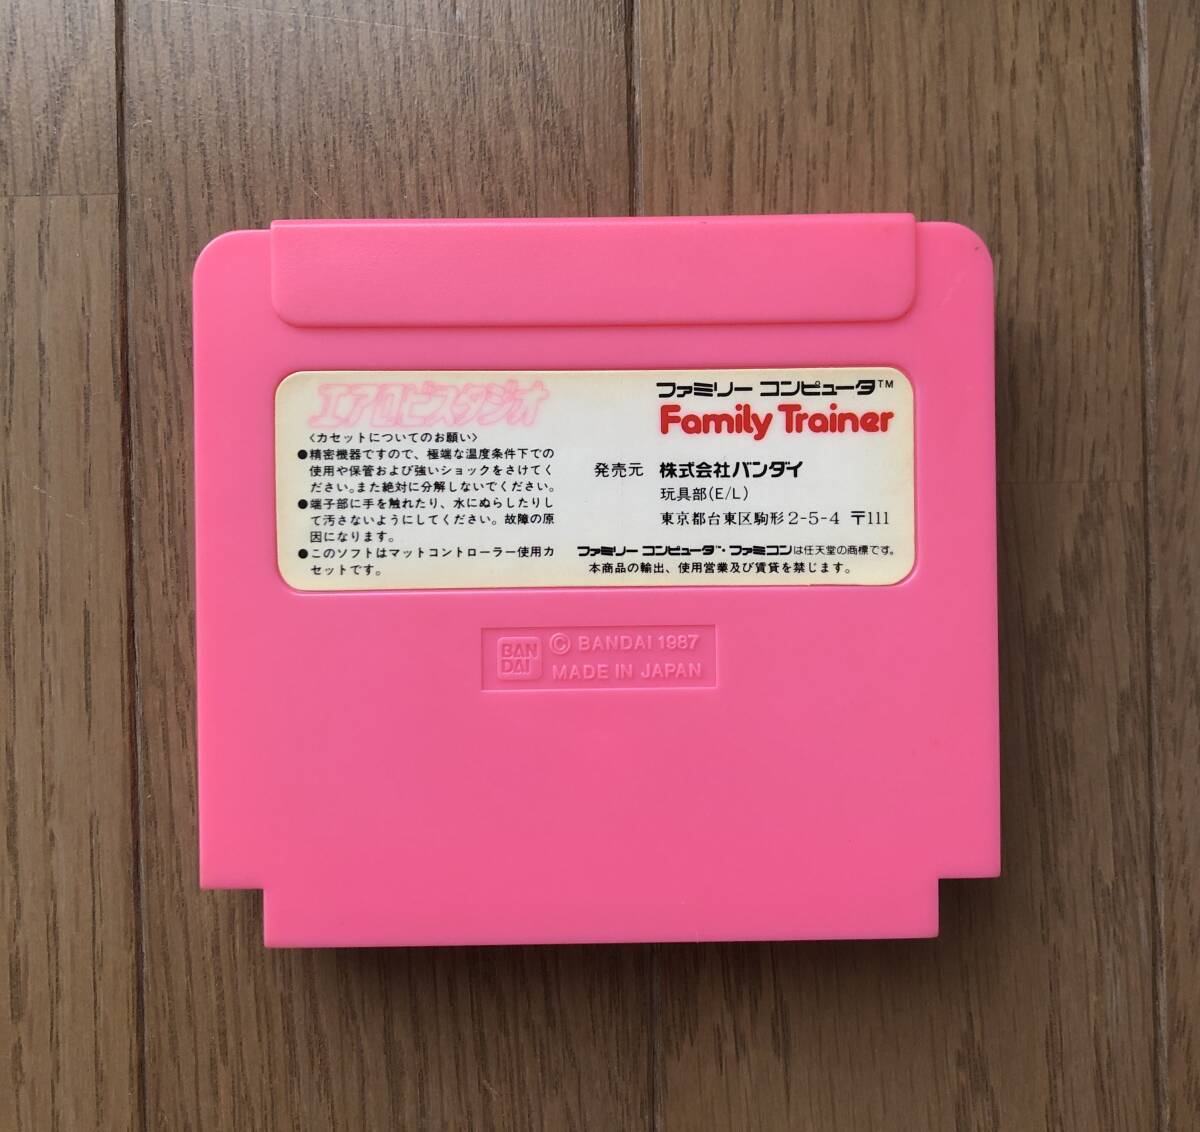 エアロビスタジオ
〈カセットについてのお願い〉
●精密機器ですので、極端な温度条件下での
使用や保管および強いショックをさけてく
ださい。また絶対に分解しないでください。
●端子部に手を触れたり、水にぬらしたりし
て汚さないようにしてください。故障の原
因になります。
●このソフトはマットコントローラー使用カ
セットです。
ファミリー コンピュータ™
Family Trainer
発売元 株式会社バンダイ
玩具部(E/L)
東京都台東区駒形2-5-4 〒111
ファミリー コンピュータ™・ファミコンは任天堂の商標です。
本商品の輸出、使用営業及び賃貸を禁じます。
BAN
DAI
© BANDAI 1987
MADE IN JAPAN